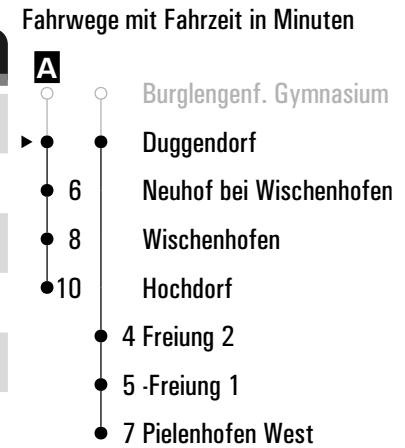 Fahrwege mit Fahrzeit in Minuten
A
Burglengenf. Gymnasium
Duggendorf
6 Neuhof bei Wischenhofen
8 Wischenhofen
10 Hochdorf
4 Freiung 2
5 -Freiung 1
7 Pielenhofen West